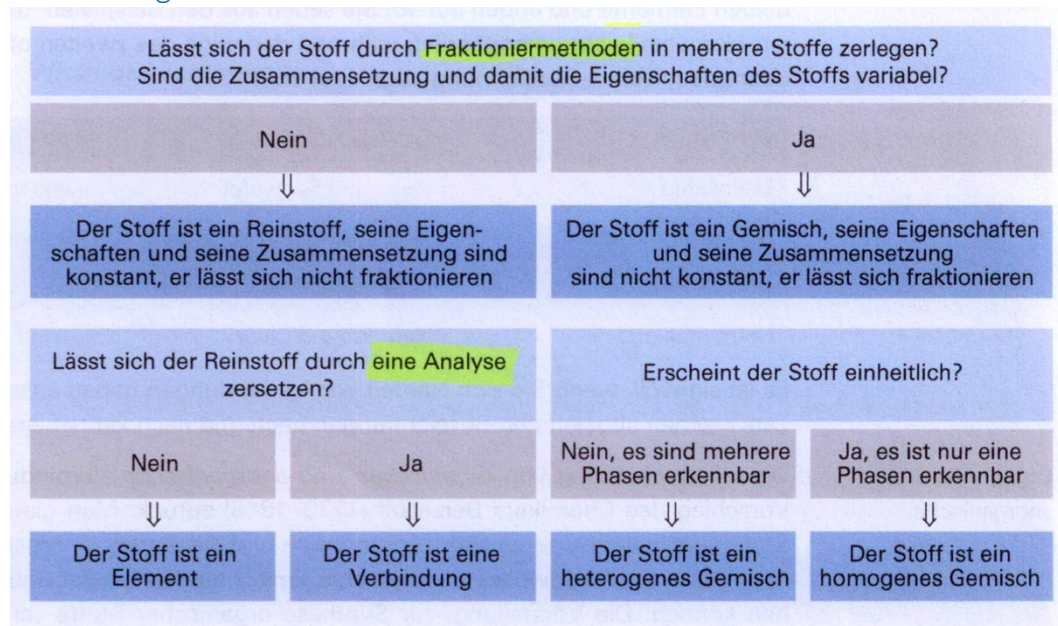 Lässt sich der Stoff durch Fraktioniermethoden in mehrere Stoffe zerlegen?
Sind die Zusammensetzung und damit die Eigenschaften des Stoffs variabel?
Nein
Ja
⇓
⇓
Der Stoff ist ein Reinstoff, seine Eigen-
schaften und seine Zusammensetzung sind
konstant, er lässt sich nicht fraktionieren
Der Stoff ist ein Gemisch, seine Eigenschaften
und seine Zusammensetzung
sind nicht konstant, er lässt sich fraktionieren
Lässt sich der Reinstoff durch eine Analyse
zersetzen?
Erscheint der Stoff einheitlich?
Nein
Ja
Nein, es sind mehrere
Phasen erkennbar
Ja, es ist nur eine
Phasen erkennbar
⇓
⇓
⇓
⇓
Der Stoff ist ein
Element
Der Stoff ist eine
Verbindung
Der Stoff ist ein
heterogenes Gemisch
Der Stoff ist ein
homogenes Gemisch